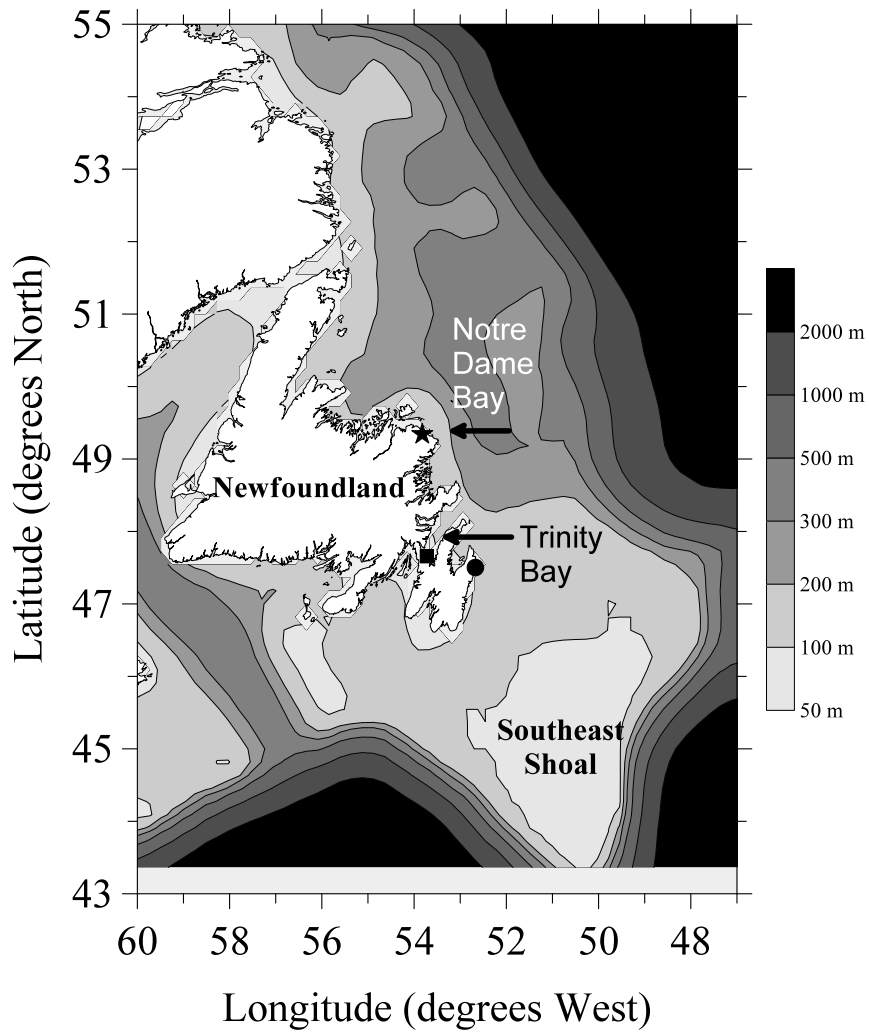 55
53
51
49
47
45
43
Latitude (degrees North)
Notre
Dame
Bay
Newfoundland
Trinity
Bay
Southeast
Shoal
2000 m
1000 m
500 m
300 m
200 m
100 m
50 m
60 58 56 54 52 50 48
Longitude (degrees West)